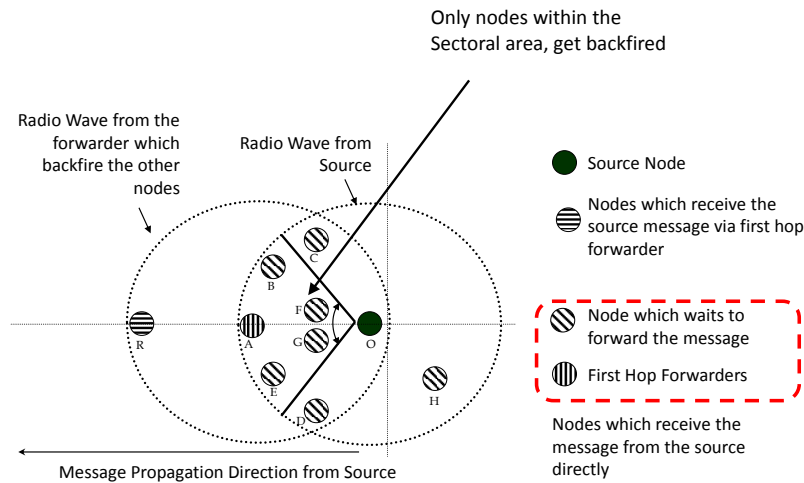 Only nodes within the
Sectoral area, get backfired
Radio Wave from the
forwarder which
backfire the other
nodes
Radio Wave from
Source
Source Node
Nodes which receive the
source message via first hop
forwarder
Node which waits to
forward the message
First Hop Forwarders
Nodes which receive the
message from the source
directly
C
B
F
R
A
G
O
E
H
D
Message Propagation Direction from Source